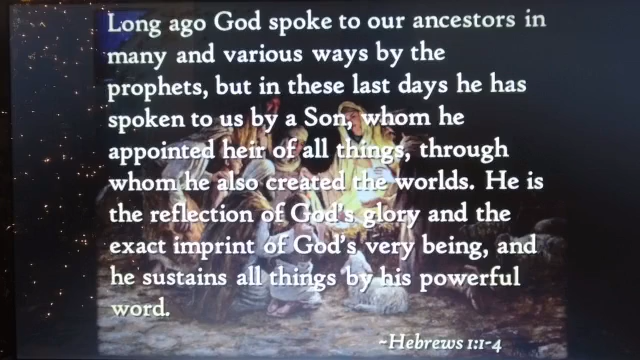 Long ago God spoke to our ancestors in
many and various ways by the
prophets, but in these last days he has
spoken to us by a Son, whom he
appointed heir of all things, through
whom he also created the worlds. He is
the reflection of God's glory and the
exact imprint of God's very being, and
he sustains all things by his powerful
word.
~Hebrews 1:1-4